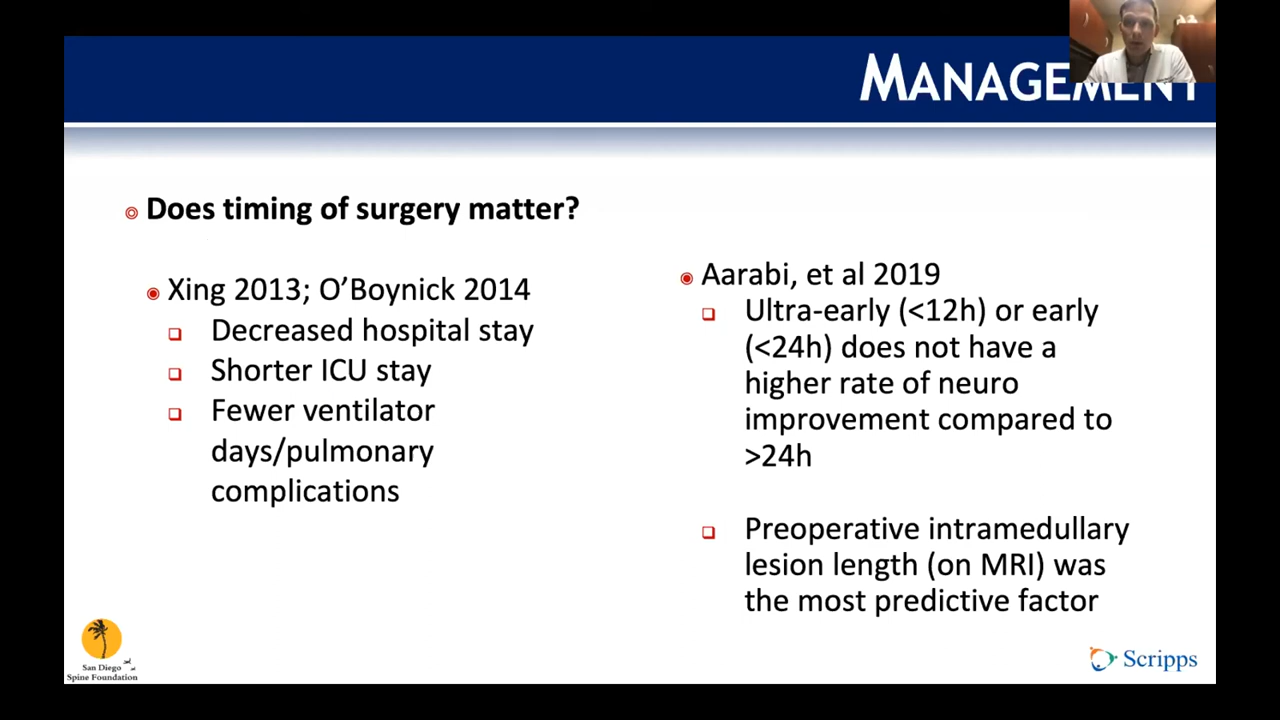 MANAGEMENT
Does timing of surgery matter?
Xing 2013; O'Boynick 2014
Decreased hospital stay
Shorter ICU stay
Fewer ventilator
days/pulmonary
complications
Aarabi, et al 2019
Ultra-early (<12h) or early
(<24h) does not have a
higher rate of neuro
improvement compared to
>24h
Preoperative intramedullary
lesion length (on MRI) was
the most predictive factor
San Diego
Spine Foundation
Scripps